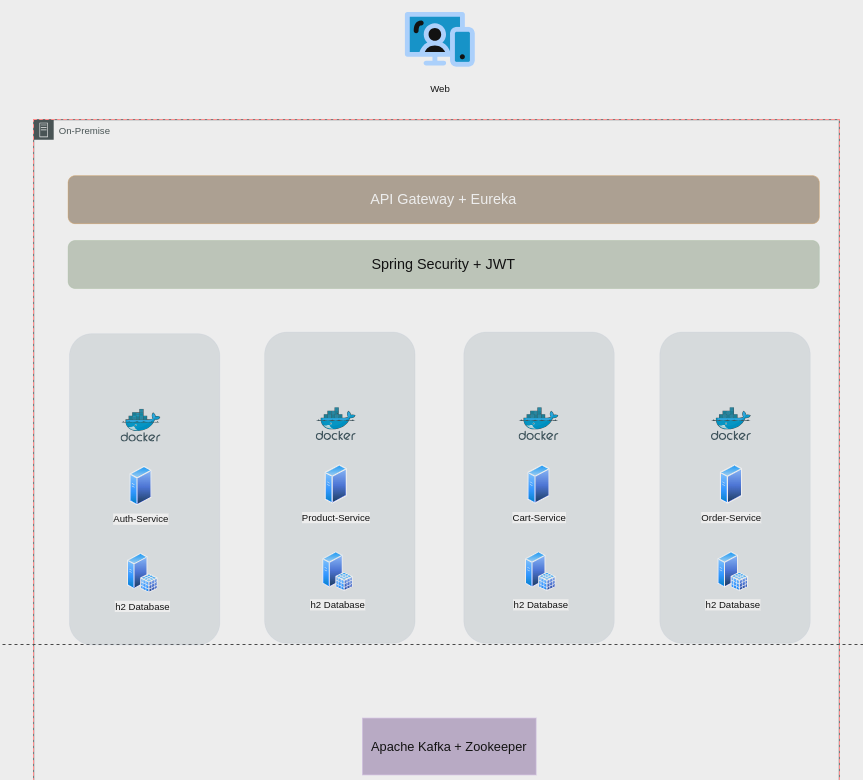 Web
On-Premise
API Gateway + Eureka
Spring Security + JWT
docker
docker
docker
docker
Auth-Service
Product-Service
Cart-Service
Order-Service
h2 Database
h2 Database
h2 Database
h2 Database
Apache Kafka + Zookeeper